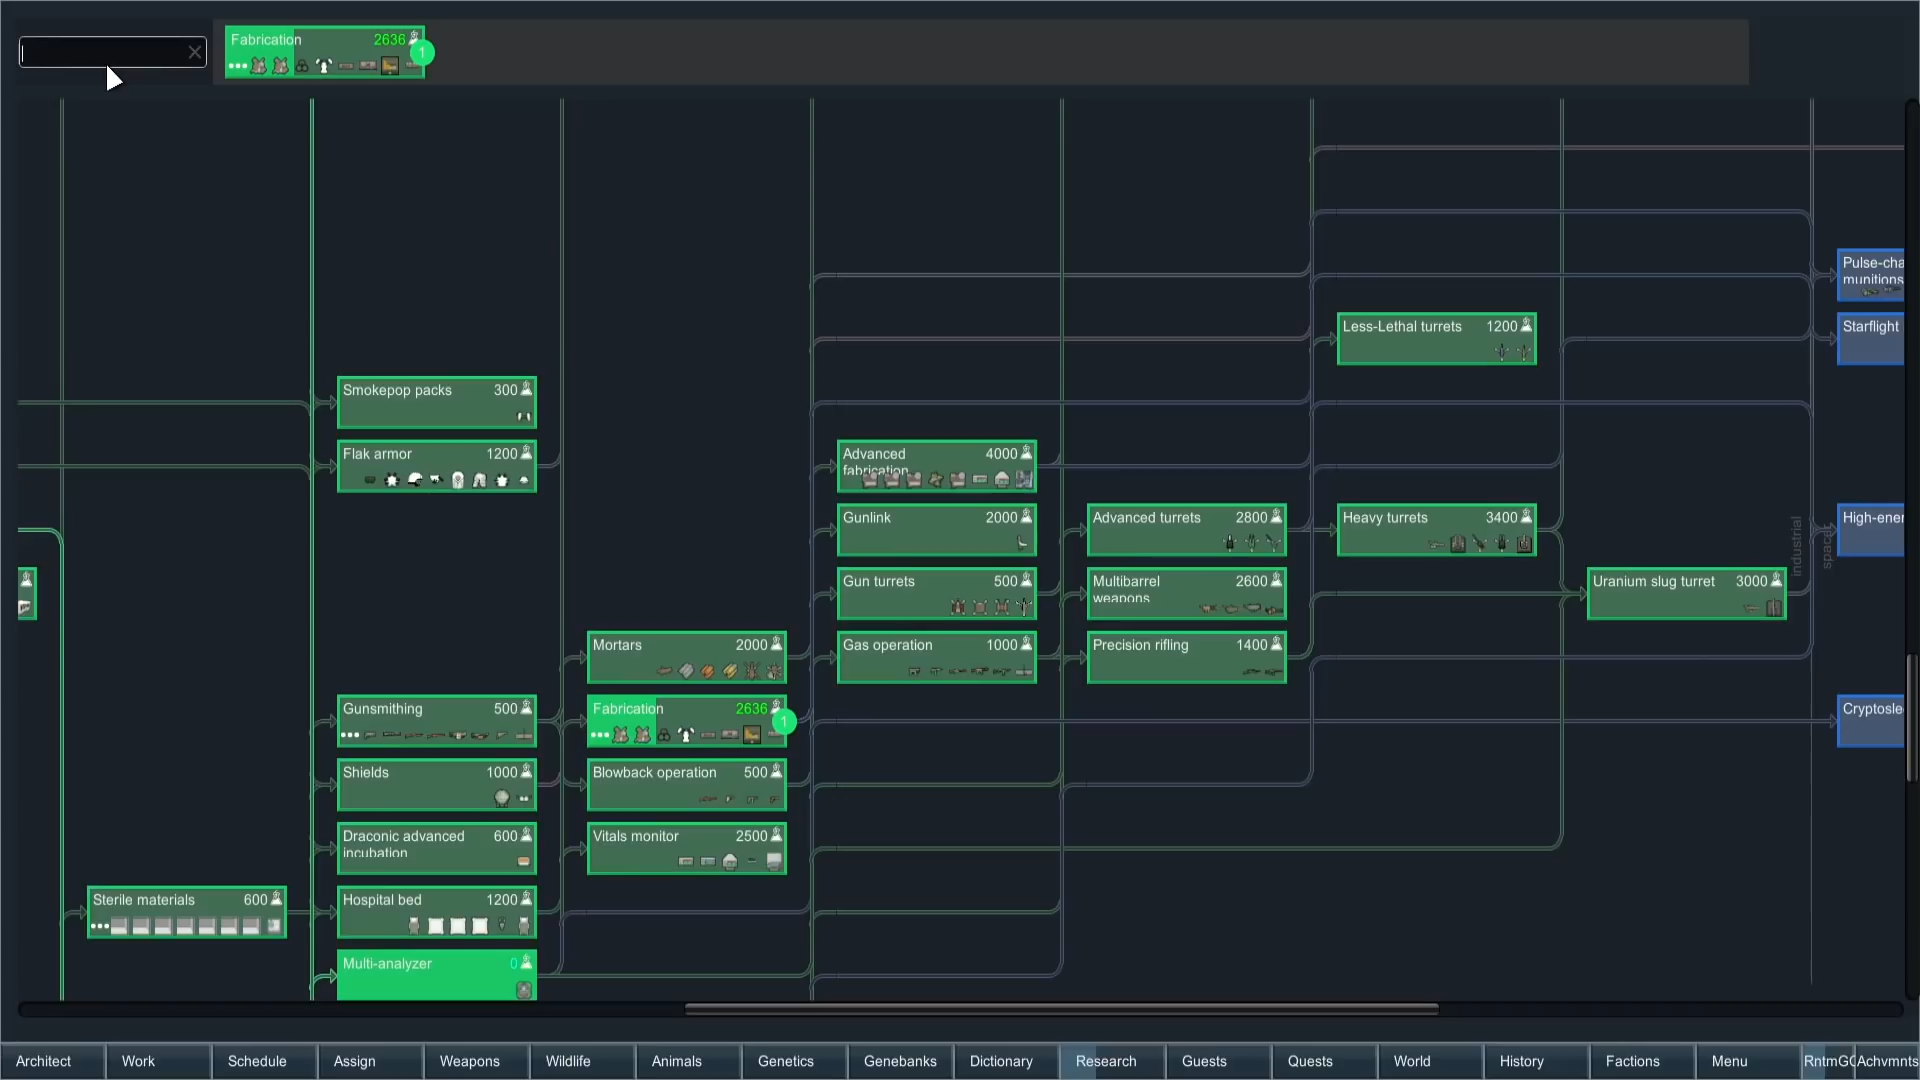 Fabrication 2636
1
Pulse-cha
munitions
Less-Lethal turrets 1200
Starflight
Smokepop packs 300
Flak armor 1200
Advanced 4000
fabrication
Gunlink 2000
Advanced turrets 2800
Heavy turrets 3400
High-ener
industrial
spacer
Gun turrets 500
Multibarrel 2600
weapons
Uranium slug turret 3000
Mortars 2000
Gas operation 1000
Precision rifling 1400
Gunsmithing 500
Fabrication 2636
1
Cryptosle
Shields 1000
Blowback operation 500
Draconic advanced 600
incubation
Vitals monitor 2500
Sterile materials 600
Hospital bed 1200
Multi-analyzer 0
Architect Work Schedule Assign Weapons Wildlife Animals Genetics Genebanks Dictionary Research Guests Quests World History Factions Menu RntmGC Achvmnts